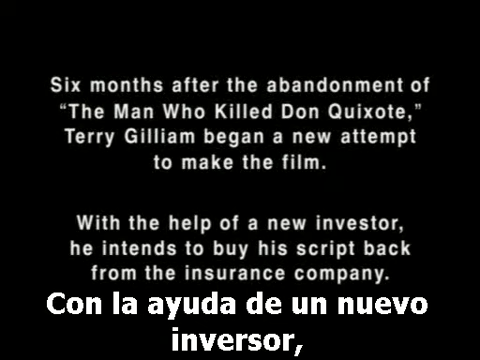 Six months after the abandonment of
“The Man Who Killed Don Quixote,”
Terry Gilliam began a new attempt
to make the film.
With the help of a new investor,
he intends to buy his script back
from the insurance company.
Con la ayuda de un nuevo
inversor,